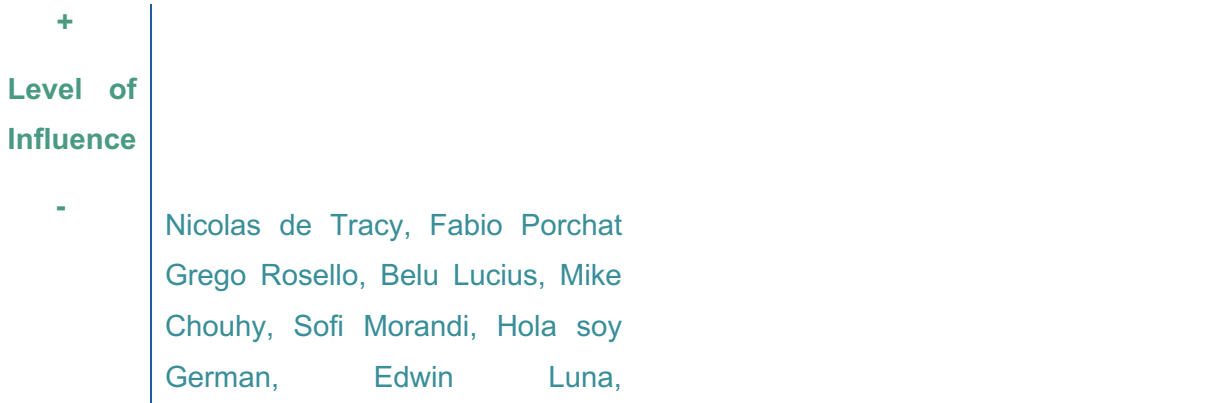 +
Level of
Influence
-
Nicolas de Tracy, Fabio Porchat
Grego Rosello, Belu Lucius, Mike
Chouhy, Sofi Morandi, Hola soy
German, Edwin Luna,